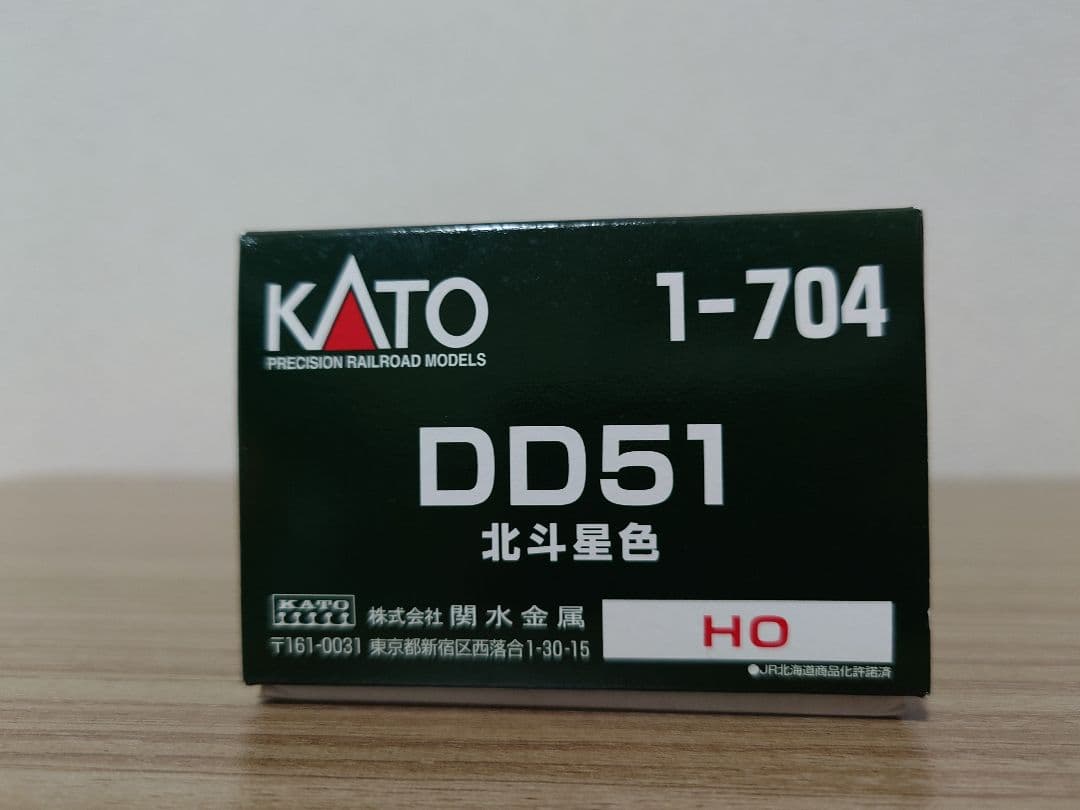 KATO 1-704
PRECISION RAILROAD MODELS
DD51
北斗星色
KATO 株式会社 関水金属
〒161-0031 東京都新宿区西落合1-30-15
HO
●JR北海道商品化許諾済